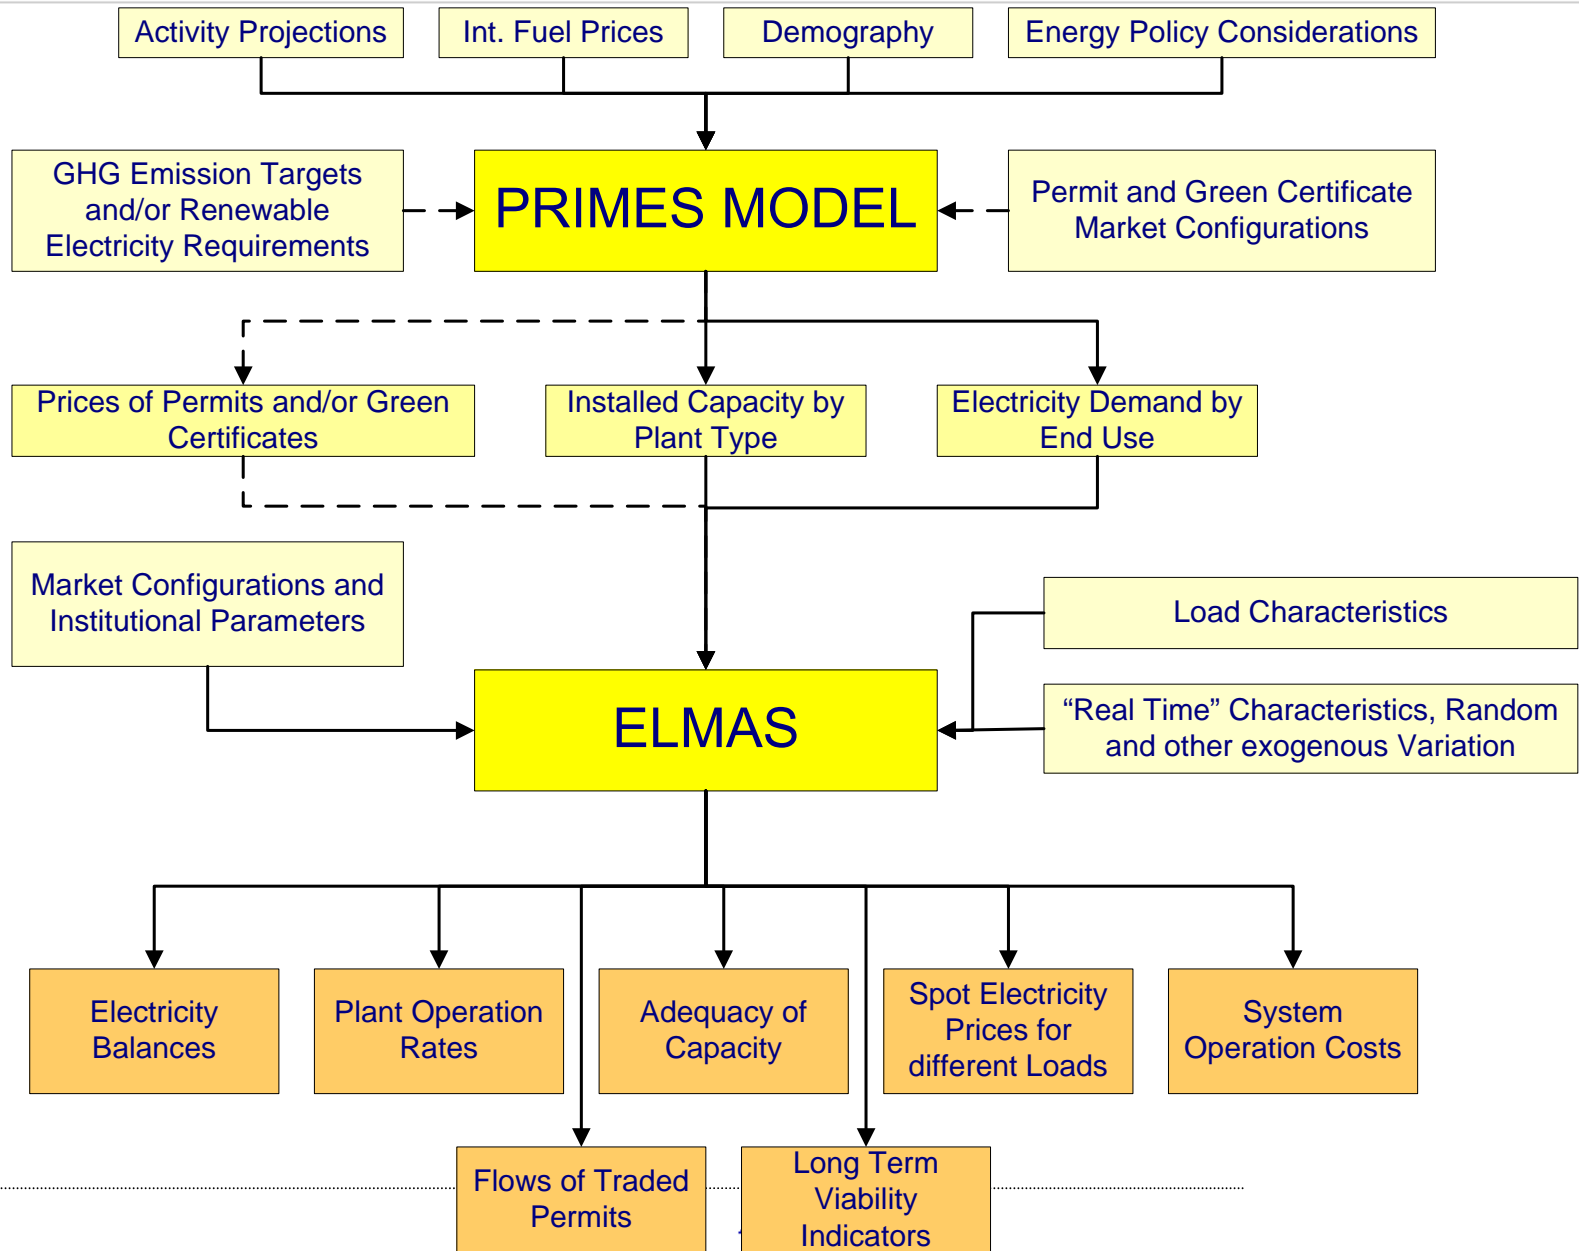 Activity Projections
Int. Fuel Prices
Demography
Energy Policy Considerations
GHG Emission Targets
and/or Renewable
Electricity Requirements
PRIMES MODEL
Permit and Green Certificate
Market Configurations
Prices of Permits and/or Green
Certificates
Installed Capacity by
Plant Type
Electricity Demand by
End Use
Market Configurations and
Institutional Parameters
Load Characteristics
ELMAS
“Real Time” Characteristics, Random
and other exogenous Variation
Electricity
Balances
Plant Operation
Rates
Adequacy of
Capacity
Spot Electricity
Prices for
different Loads
System
Operation Costs
Flows of Traded
Permits
Long Term
Viability
Indicators